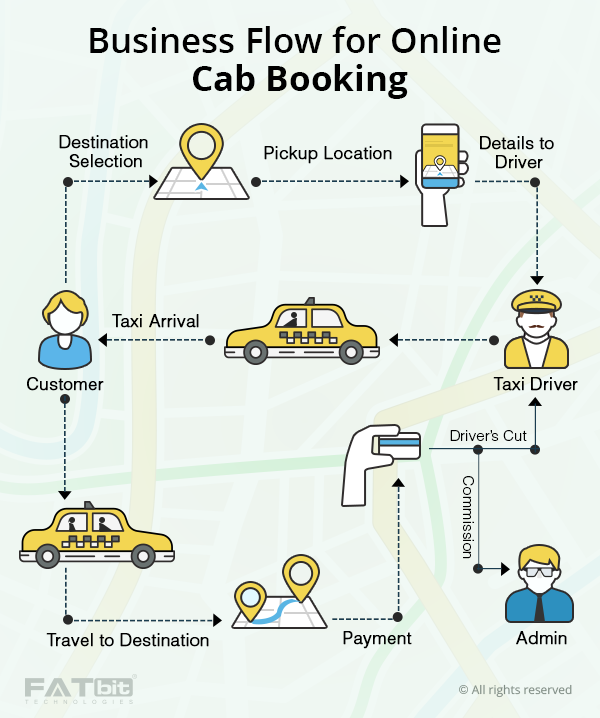 Business Flow for Online
Cab Booking
Destination
Selection
Pickup Location
Details to
Driver
Taxi Arrival
Customer
Taxi Driver
Driver's Cut
Commission
Travel to Destination
Payment
Admin
FATbit
TECHNOLOGIES
© All rights reserved